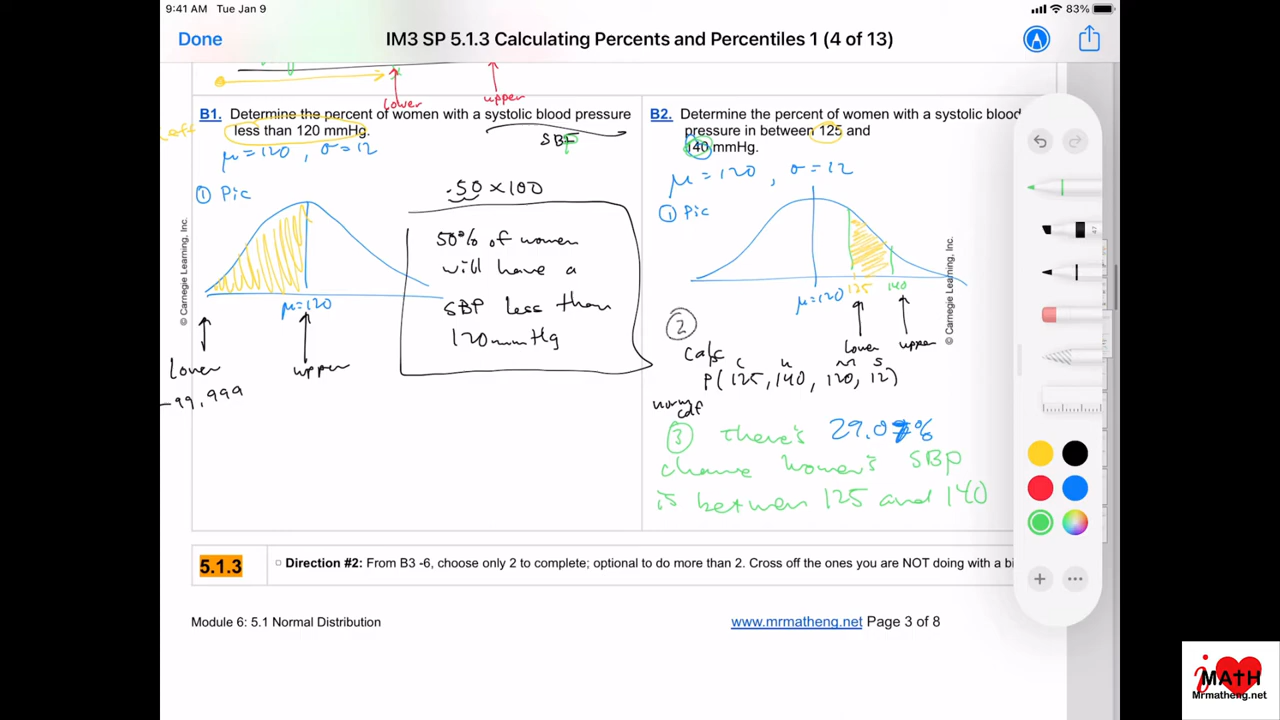 9:41 AM Tue Jan 9
83%
Done
IM3 SP 5.1.3 Calculating Percents and Percentiles 1 (4 of 13)
lower
upper
B1. Determine the percent of women with a systolic blood pressure
less than 120 mmHg.
SBP
μ=120 , σ=12
① Pic
.50 × 100
50% of women
will have a
SBP less than
120 mmHg
μ=120
lower
upper
-99,999
© Carnegie Learning, Inc.
B2. Determine the percent of women with a systolic blood
pressure in between 125 and
140 mmHg.
μ=120 , σ=12
① Pic
μ=120 125 140
lower upper
②
Calc L U M S
P(125, 140, 120, 12)
norm
cdf
③ There's 29.07%
chance women's SBP
is between 125 and 140
© Carnegie Learning, Inc.
5.1.3
Direction #2: From B3 -6, choose only 2 to complete; optional to do more than 2. Cross off the ones you are NOT doing with a bi
Module 6: 5.1 Normal Distribution
www.mrmatheng.net Page 3 of 8
i
MATH
Mrmatheng.net